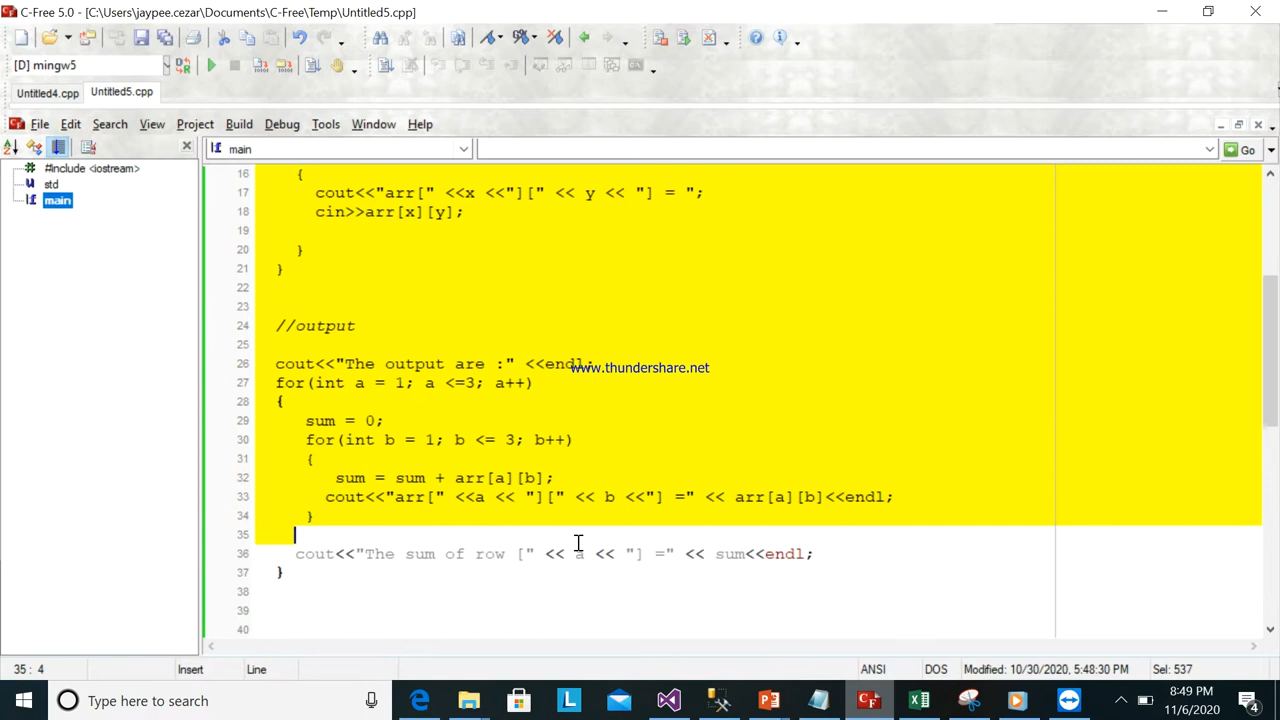 C-Free 5.0 - [C:\Users\jaypee.cezar\Documents\C-Free\Temp\Untitled5.cpp]
[D] mingw5
Untitled4.cpp Untitled5.cpp
File Edit Search View Project Build Debug Tools Window Help
main Go
#include <iostream>
std
main
16 {
17 cout<<"arr[" <<x <<"][" << y << "] = ";
18 cin>>arr[x][y];
19
20 }
21 }
22
23
24 //output
25
26 cout<<"The output are :" <<endl;
www.thundershare.net
27 for(int a = 1; a <=3; a++)
28 {
29 sum = 0;
30 for(int b = 1; b <= 3; b++)
31 {
32 sum = sum + arr[a][b];
33 cout<<"arr[" <<a << "][" << b <<"] =" << arr[a][b]<<endl;
34 }
35
36 cout<<"The sum of row [" << a << "] =" << sum<<endl;
37 }
38
39
40
35 : 4 Insert Line ANSI DOS Modified: 10/30/2020, 5:48:30 PM Sel: 537
Type here to search
8:49 PM
11/6/2020
4